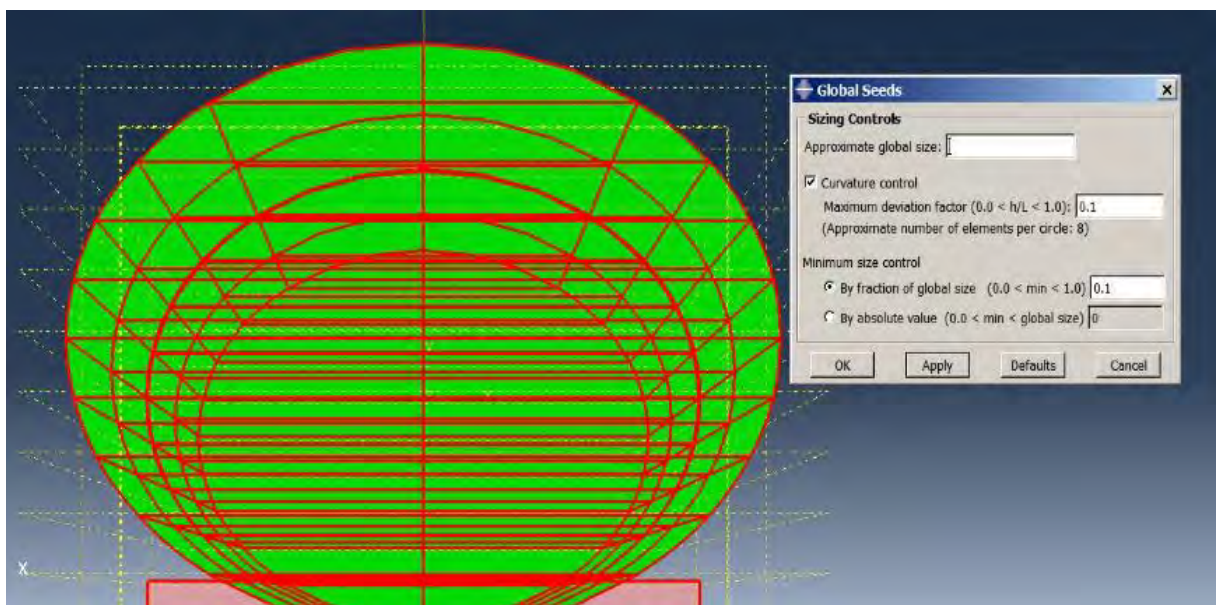 Global Seeds
Sizing Controls
Approximate global size:
Curvature control
Maximum deviation factor (0.0 < h/L < 1.0): 0.1
(Approximate number of elements per circle: 8)
Minimum size control
By fraction of global size (0.0 < min < 1.0) 0.1
By absolute value (0.0 < min < global size) 0
OK Apply Defaults Cancel
X